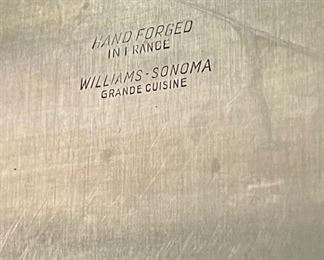 HAND FORGED
IN FRANCE
WILLIAMS-SONOMA
GRANDE CUISINE